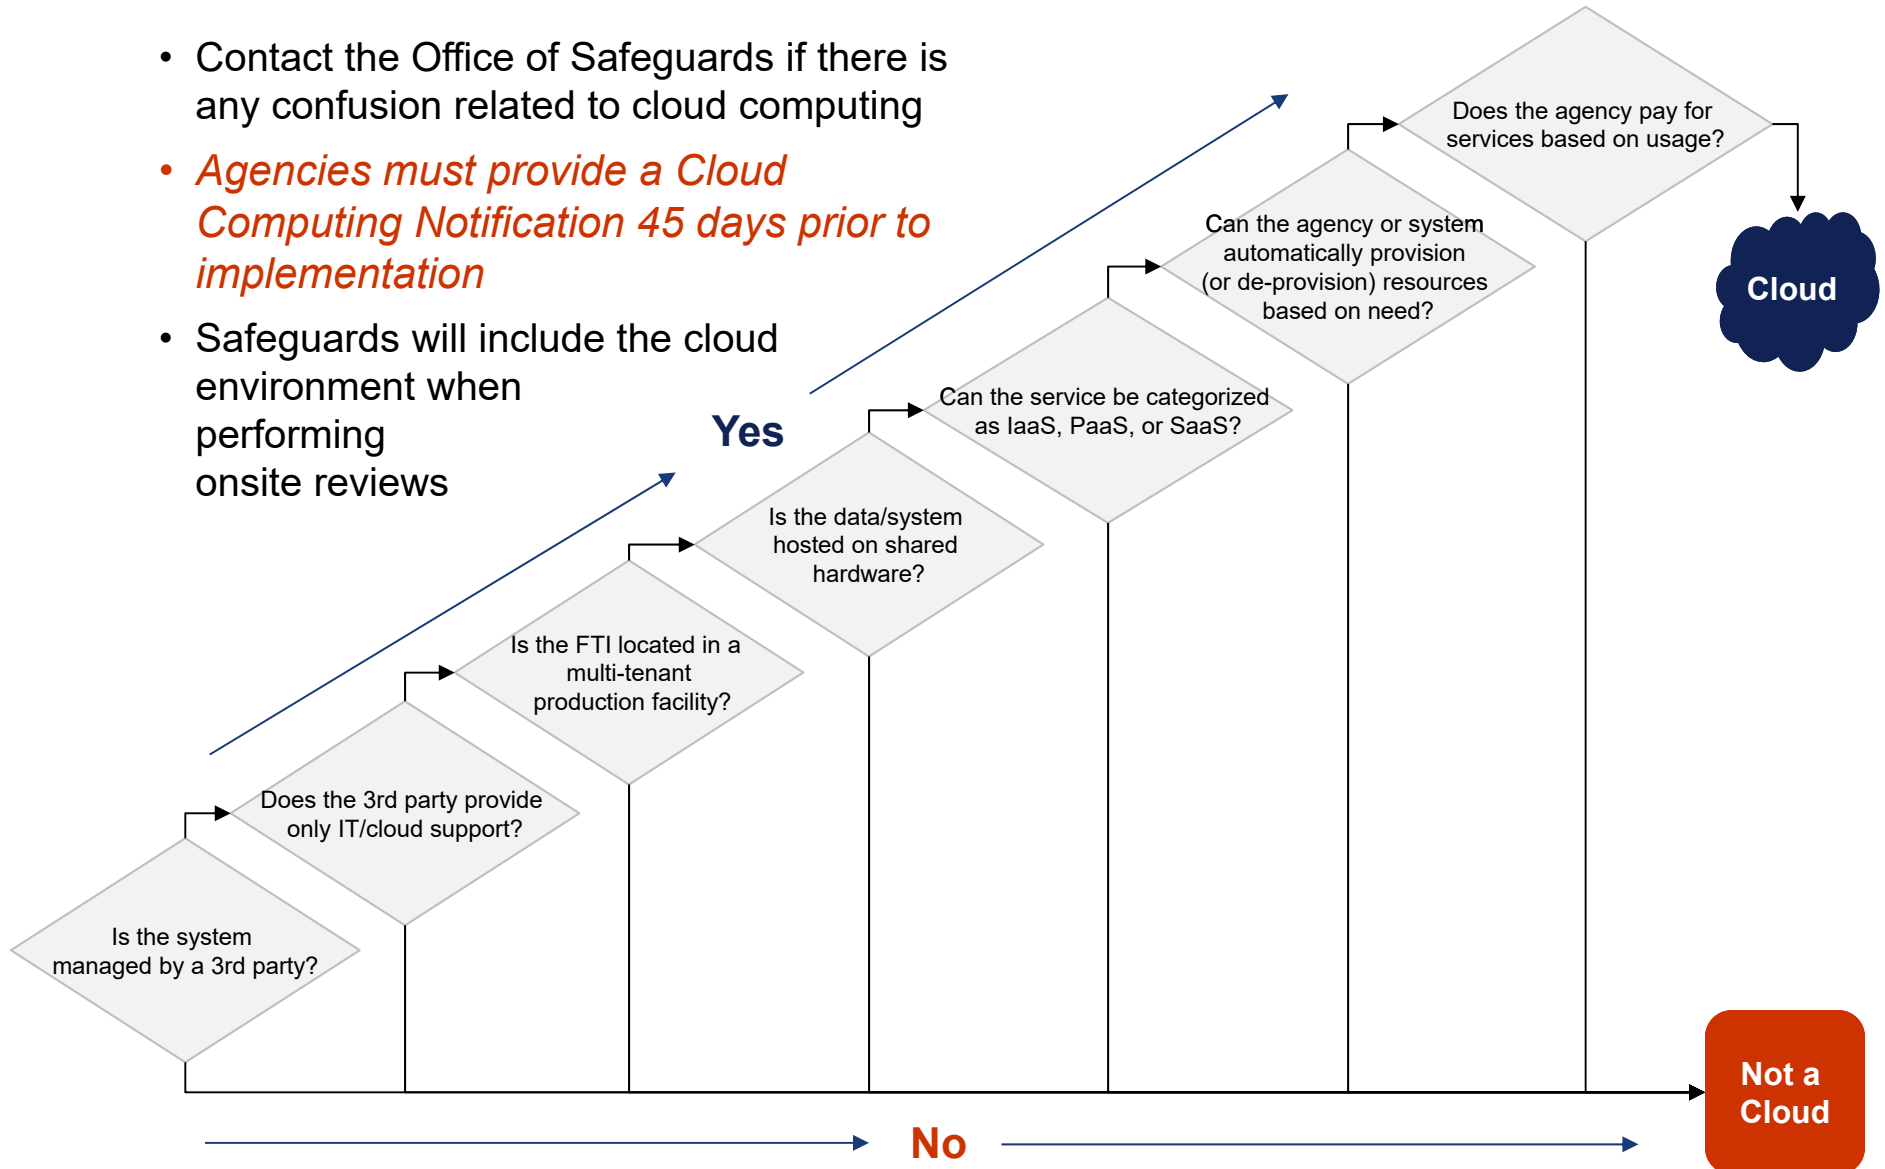 • Contact the Office of Safeguards if there is
any confusion related to cloud computing
• Agencies must provide a Cloud
Computing Notification 45 days prior to
implementation
• Safeguards will include the cloud
environment when
performing
onsite reviews
Yes
Is the system
managed by a 3rd party?
Does the 3rd party provide
only IT/cloud support?
Is the FTI located in a
multi-tenant
production facility?
Is the data/system
hosted on shared
hardware?
Can the service be categorized
as IaaS, PaaS, or SaaS?
Can the agency or system
automatically provision
(or de-provision) resources
based on need?
Does the agency pay for
services based on usage?
Cloud
No
Not a
Cloud